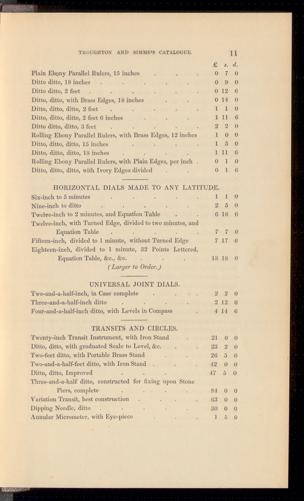 TROUGHTON AND SIMMS'S CATALOGUE. 11
£ s. d.
Plain Ebony Parallel Rulers, 15 inches . . . 0 7 0
Ditto ditto, 18 inches . . . 0 9 0
Ditto ditto, 2 feet . . . 0 12 6
Ditto, ditto, with Brass Edges, 18 inches . . . 0 14 0
Ditto, ditto, ditto, 2 feet . . . 1 1 0
Ditto, ditto, ditto, 2 feet 6 inches . . . 1 11 6
Ditto ditto ditto, 3 feet . . . 2 2 0
Rolling Ebony Parallel Rulers, with Brass Edges, 12 inches 1 0 0
Ditto, ditto, ditto, 15 inches . . . 1 5 0
Ditto, ditto, ditto, 18 inches . . . 1 11 6
Rolling Ebony Parallel Rulers, with Plain Edges, per inch . 0 1 0
Ditto, ditto, ditto, with Ivory Edges divided . . 0 1 6
HORIZONTAL DIALS MADE TO ANY LATITUDE.
Six-inch to 5 minutes . . . 1 1 0
Nine-inch to ditto . . . 2 5 0
Twelve-inch to 2 minutes, and Equation Table . . 6 16 6
Twelve-inch, with Turned Edge, divided to two minutes, and
Equation Table . . . 7 7 0
Fifteen-inch, divided to 1 minute, without Turned Edge 7 17 6
Eighteen-inch, divided to 1 minute, 32 Points Lettered,
Equation Table, &c., &c. . . . 18 18 0
(Larger to Order.)
UNIVERSAL JOINT DIALS.
Two-and-a-half-inch, in Case complete . . . 2 2 0
Three-and-a-half-inch ditto . . . 2 12 6
Four-and-a-half-inch ditto, with Levels in Compass . 4 14 6
TRANSITS AND CIRCLES.
Twenty-inch Transit Instrument, with Iron Stand . 21 0 0
Ditto, ditto, with graduated Scale to Level, &c. . . 23 2 0
Two-feet ditto, with Portable Brass Stand . . 26 5 0
Two-and-a-half-feet ditto, with Iron Stand . . . 42 0 0
Ditto, ditto, Improved . . . 47 5 0
Three-and-a-half ditto, constructed for fixing upon Stone
Piers, complete . . . 84 0 0
Variation Transit, best construction . . . 63 0 0
Dipping Needle, ditto . . . 30 0 0
Annular Micrometer, with Eye-piece . . . 1 5 0